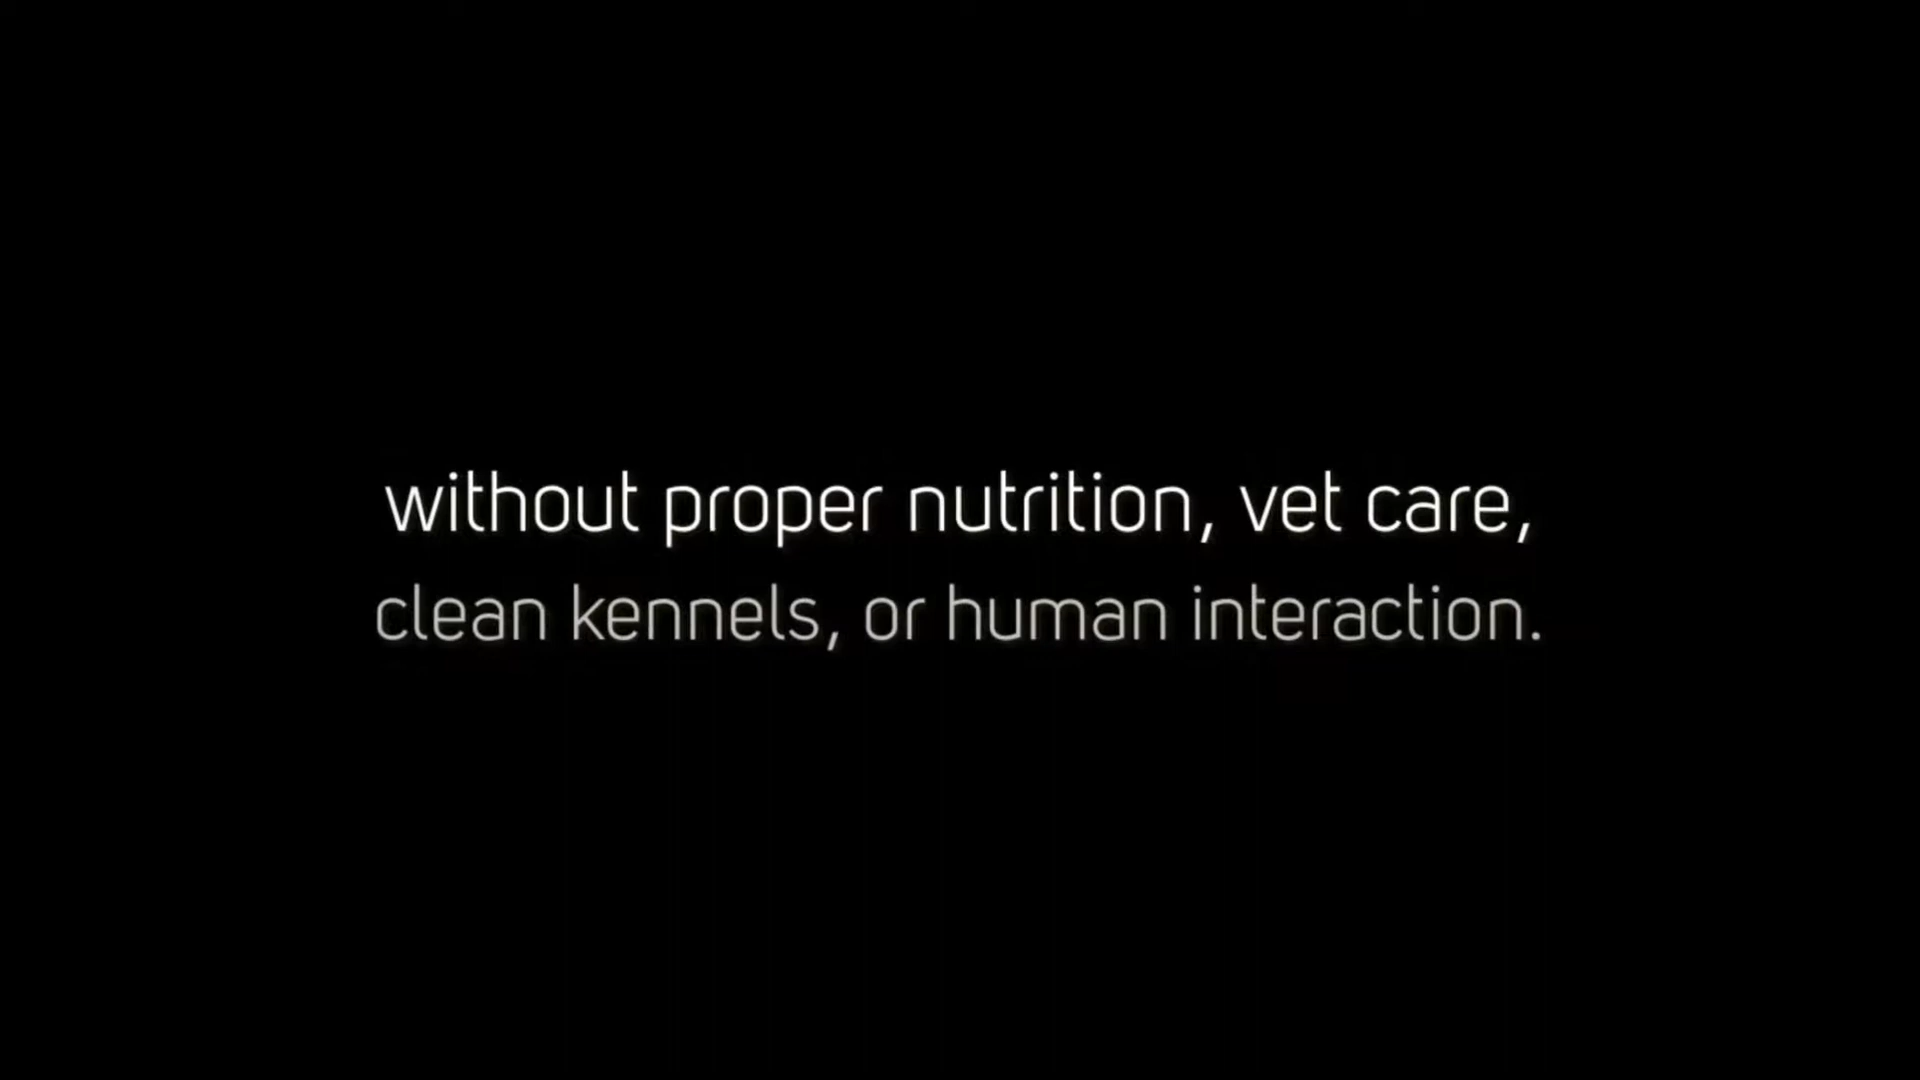 without proper nutrition, vet care,
clean kennels, or human interaction.